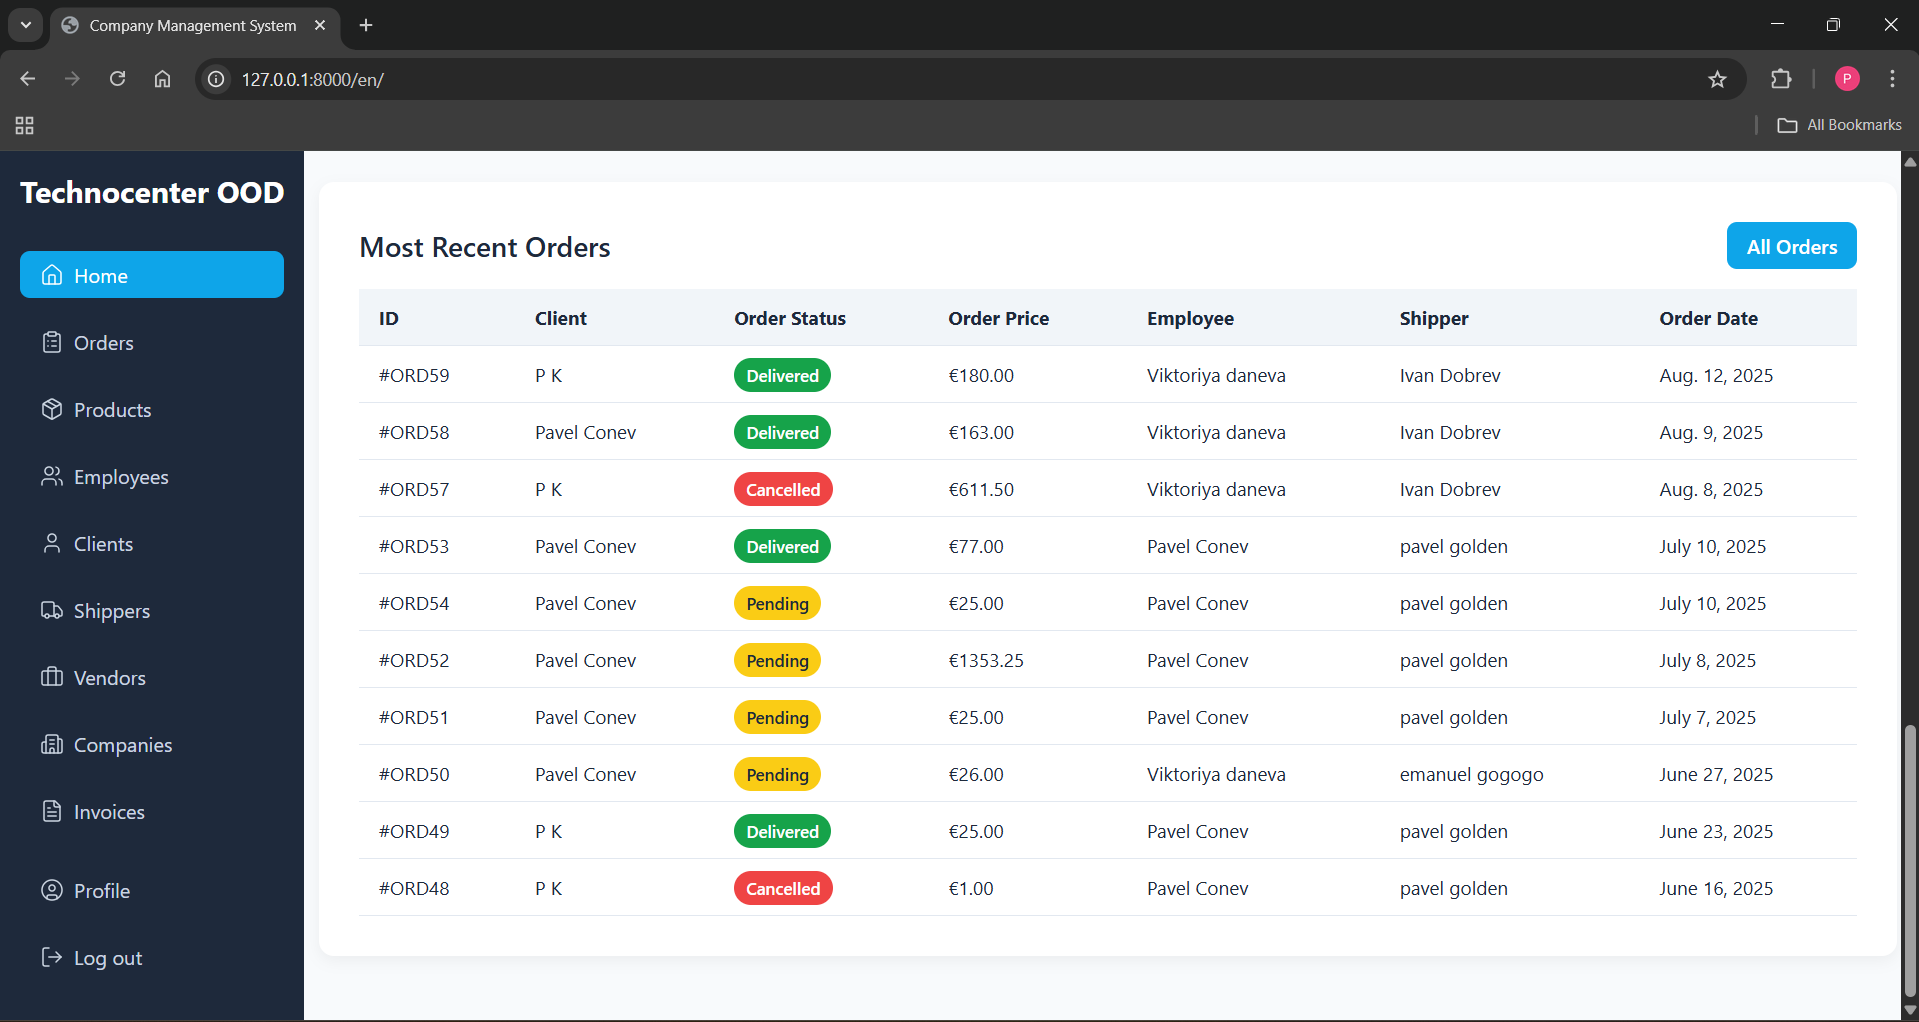 Company Management System
127.0.0.1:8000/en/
P
All Bookmarks
Technocenter OOD
Home
Orders
Products
Employees
Clients
Shippers
Vendors
Companies
Invoices
Profile
Log out
Most Recent Orders
All Orders
ID Client Order Status Order Price Employee Shipper Order Date
#ORD59 P K Delivered €180.00 Viktoriya daneva Ivan Dobrev Aug. 12, 2025
#ORD58 Pavel Conev Delivered €163.00 Viktoriya daneva Ivan Dobrev Aug. 9, 2025
#ORD57 P K Cancelled €611.50 Viktoriya daneva Ivan Dobrev Aug. 8, 2025
#ORD53 Pavel Conev Delivered €77.00 Pavel Conev pavel golden July 10, 2025
#ORD54 Pavel Conev Pending €25.00 Pavel Conev pavel golden July 10, 2025
#ORD52 Pavel Conev Pending €1353.25 Pavel Conev pavel golden July 8, 2025
#ORD51 Pavel Conev Pending €25.00 Pavel Conev pavel golden July 7, 2025
#ORD50 Pavel Conev Pending €26.00 Viktoriya daneva emanuel gogogo June 27, 2025
#ORD49 P K Delivered €25.00 Pavel Conev pavel golden June 23, 2025
#ORD48 P K Cancelled €1.00 Pavel Conev pavel golden June 16, 2025